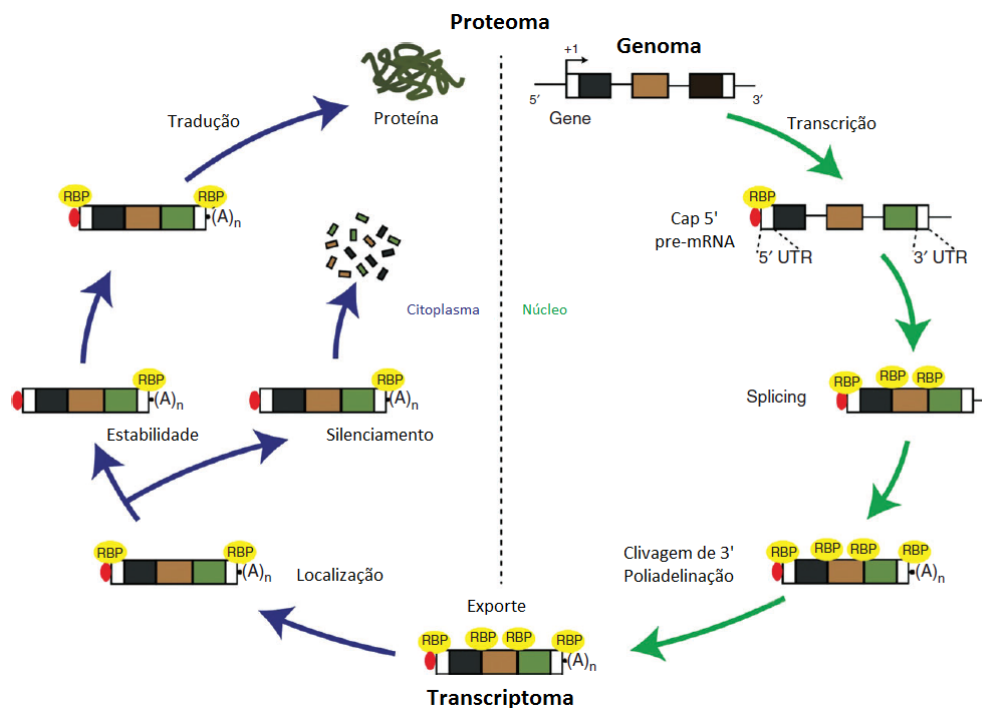 Proteoma
Genoma
+1
5'
3'
Gene
Proteína
Tradução
Transcrição
RBP
RBP
(A)n
RBP
Cap 5'
pre-mRNA
5' UTR
3' UTR
Citoplasma
Núcleo
RBP
(A)n
Estabilidade
RBP
(A)n
Silenciamento
RBP
RBP
RBP
Splicing
RBP
RBP
(A)n
Localização
Clivagem de 3'
Poliadelinação
RBP
RBP
RBP
RBP
(A)n
Exporte
RBP
RBP
RBP
RBP
(A)n
Transcriptoma